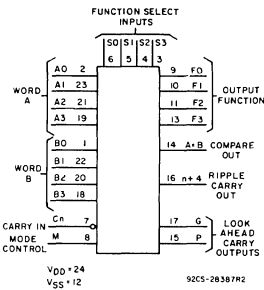 FUNCTION SELECT
INPUTS
S0 S1 S2 S3
6 5 4 3
WORD
A
A0 2
A1 23
A2 21
A3 19
9 F0
10 F1
11 F2
13 F3
OUTPUT
FUNCTION
WORD
B
B0 1
B1 22
B2 20
B3 18
14 A=B COMPARE
OUT
16 n+4 RIPPLE
CARRY OUT
CARRY IN Cn 7
MODE M 8
CONTROL
17 G
15 P
LOOK
AHEAD
CARRY
OUTPUTS
VDD=24
VSS=12
92CS-28387R2